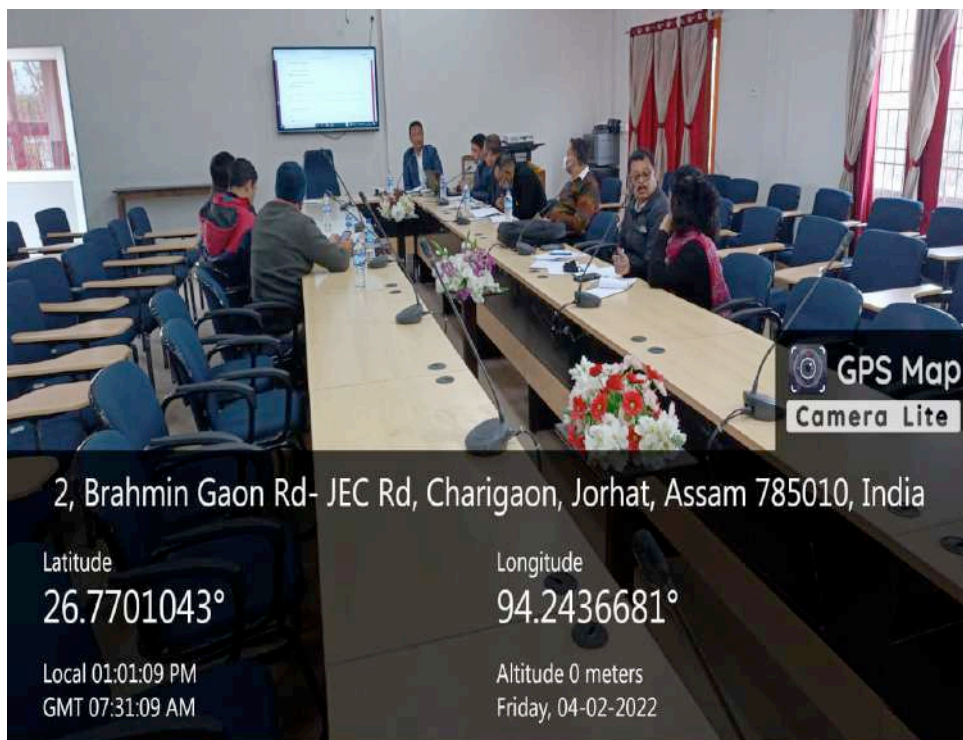 GPS Map
Camera Lite
2, Brahmin Gaon Rd- JEC Rd, Charigaon, Jorhat, Assam 785010, India
Latitude
26.7701043°
Longitude
94.2436681°
Local 01:01:09 PM
GMT 07:31:09 AM
Altitude 0 meters
Friday, 04-02-2022